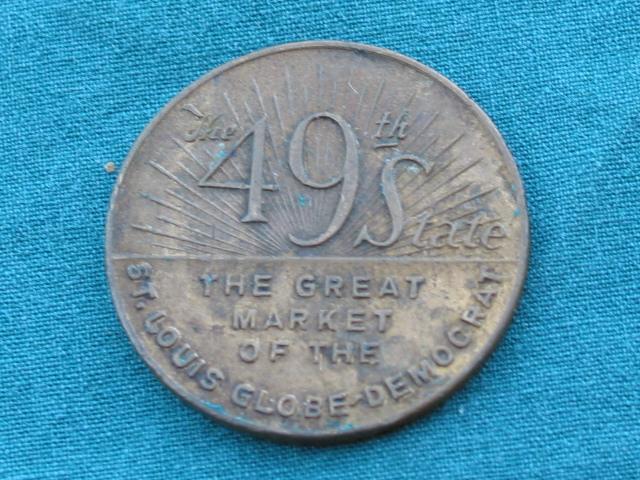 The 49th State
THE GREAT
MARKET
OF THE
ST. LOUIS GLOBE-DEMOCRAT